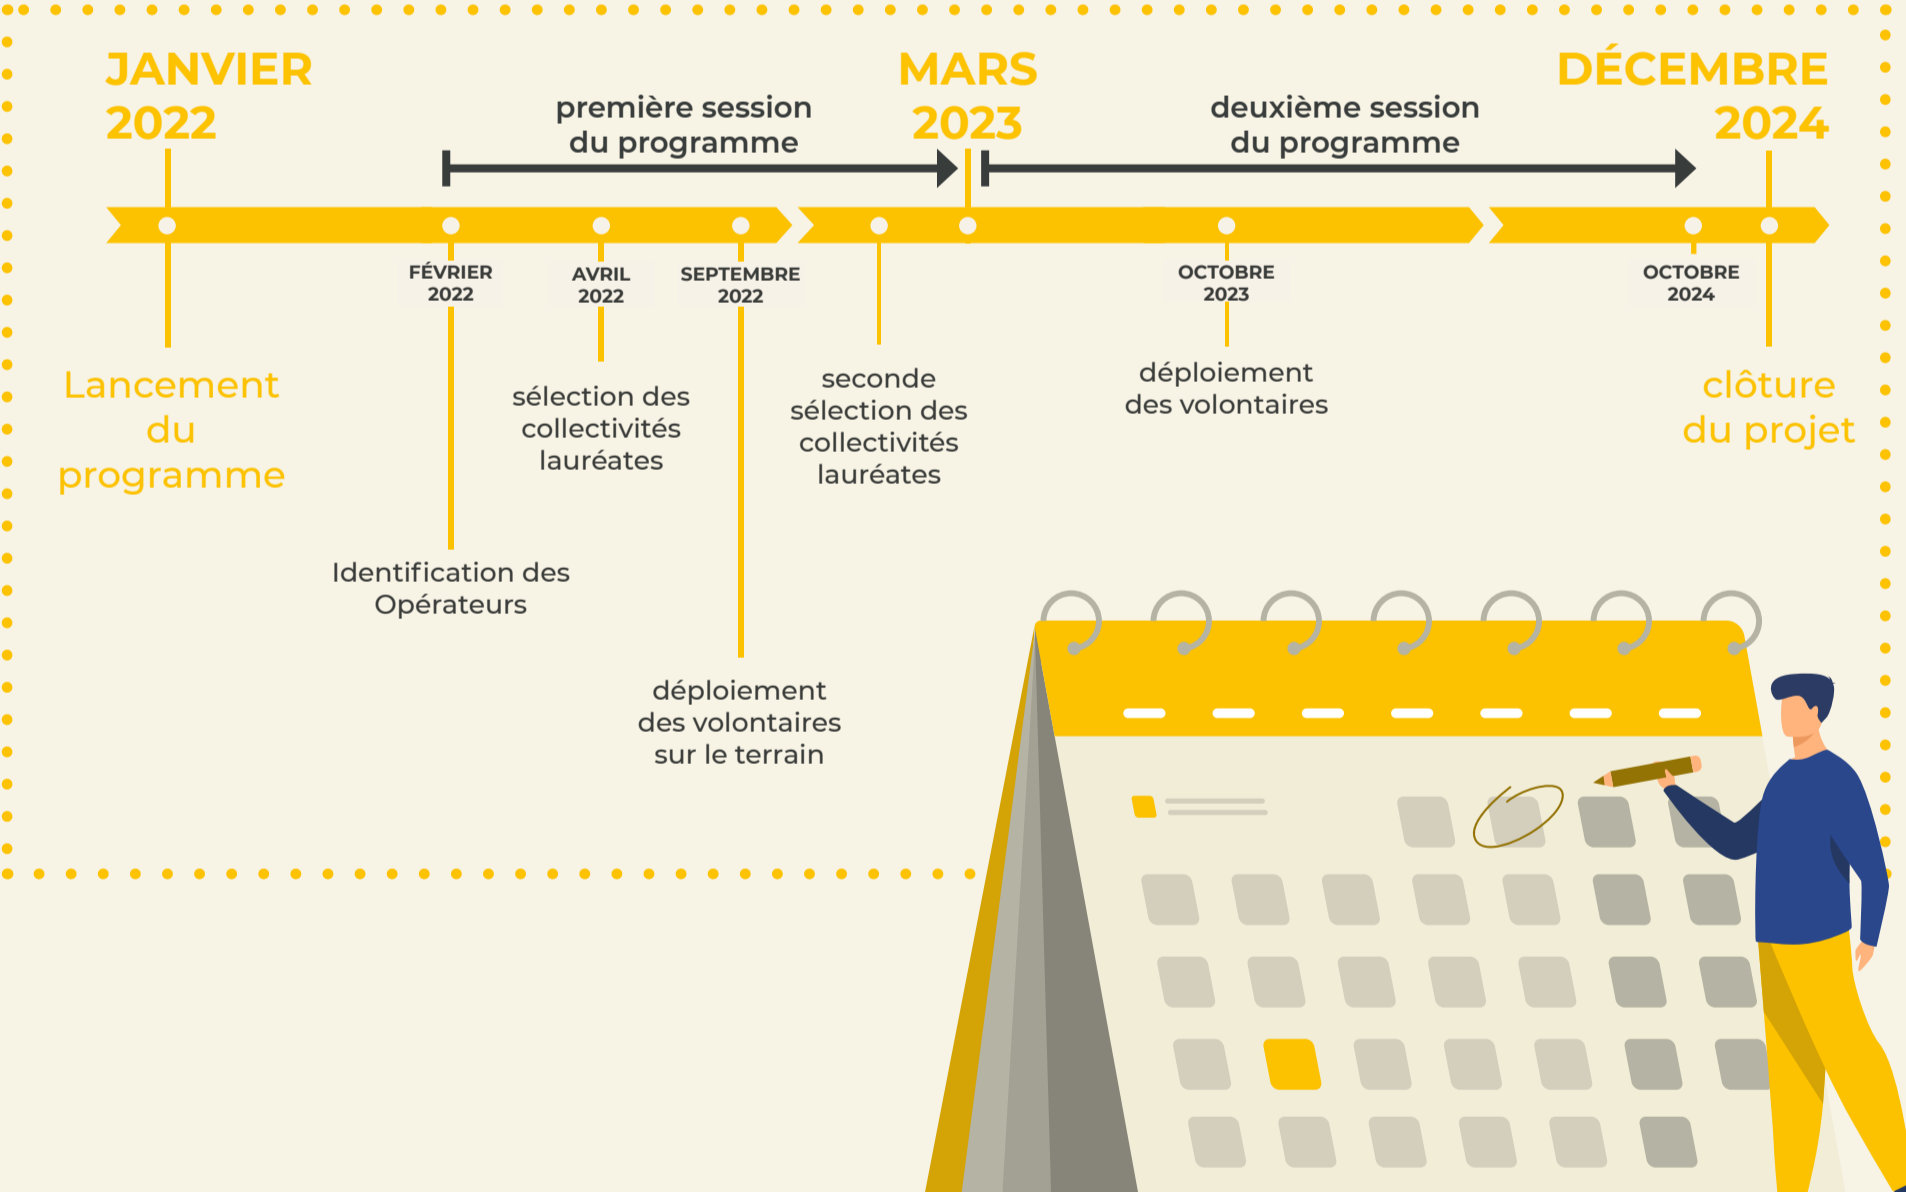 JANVIER
2022
première session
du programme
MARS
2023
deuxième session
du programme
DÉCEMBRE
2024
FÉVRIER
2022
AVRIL
2022
SEPTEMBRE
2022
OCTOBRE
2023
OCTOBRE
2024
Lancement
du
programme
Identification des
Opérateurs
sélection des
collectivités
lauréates
déploiement
des volontaires
sur le terrain
seconde
sélection des
collectivités
lauréates
déploiement
des volontaires
clôture
du projet